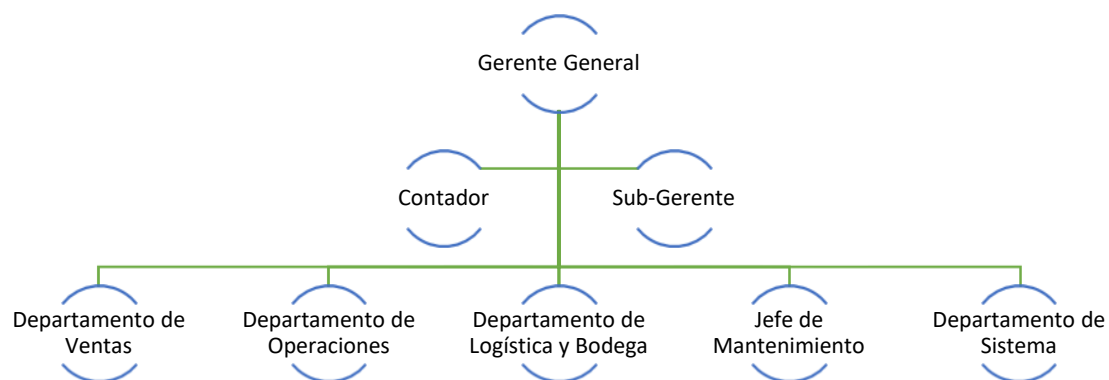 Gerente General
Contador
Sub-Gerente
Departamento de
Ventas
Departamento de
Operaciones
Departamento de
Logística y Bodega
Jefe de
Mantenimiento
Departamento de
Sistema